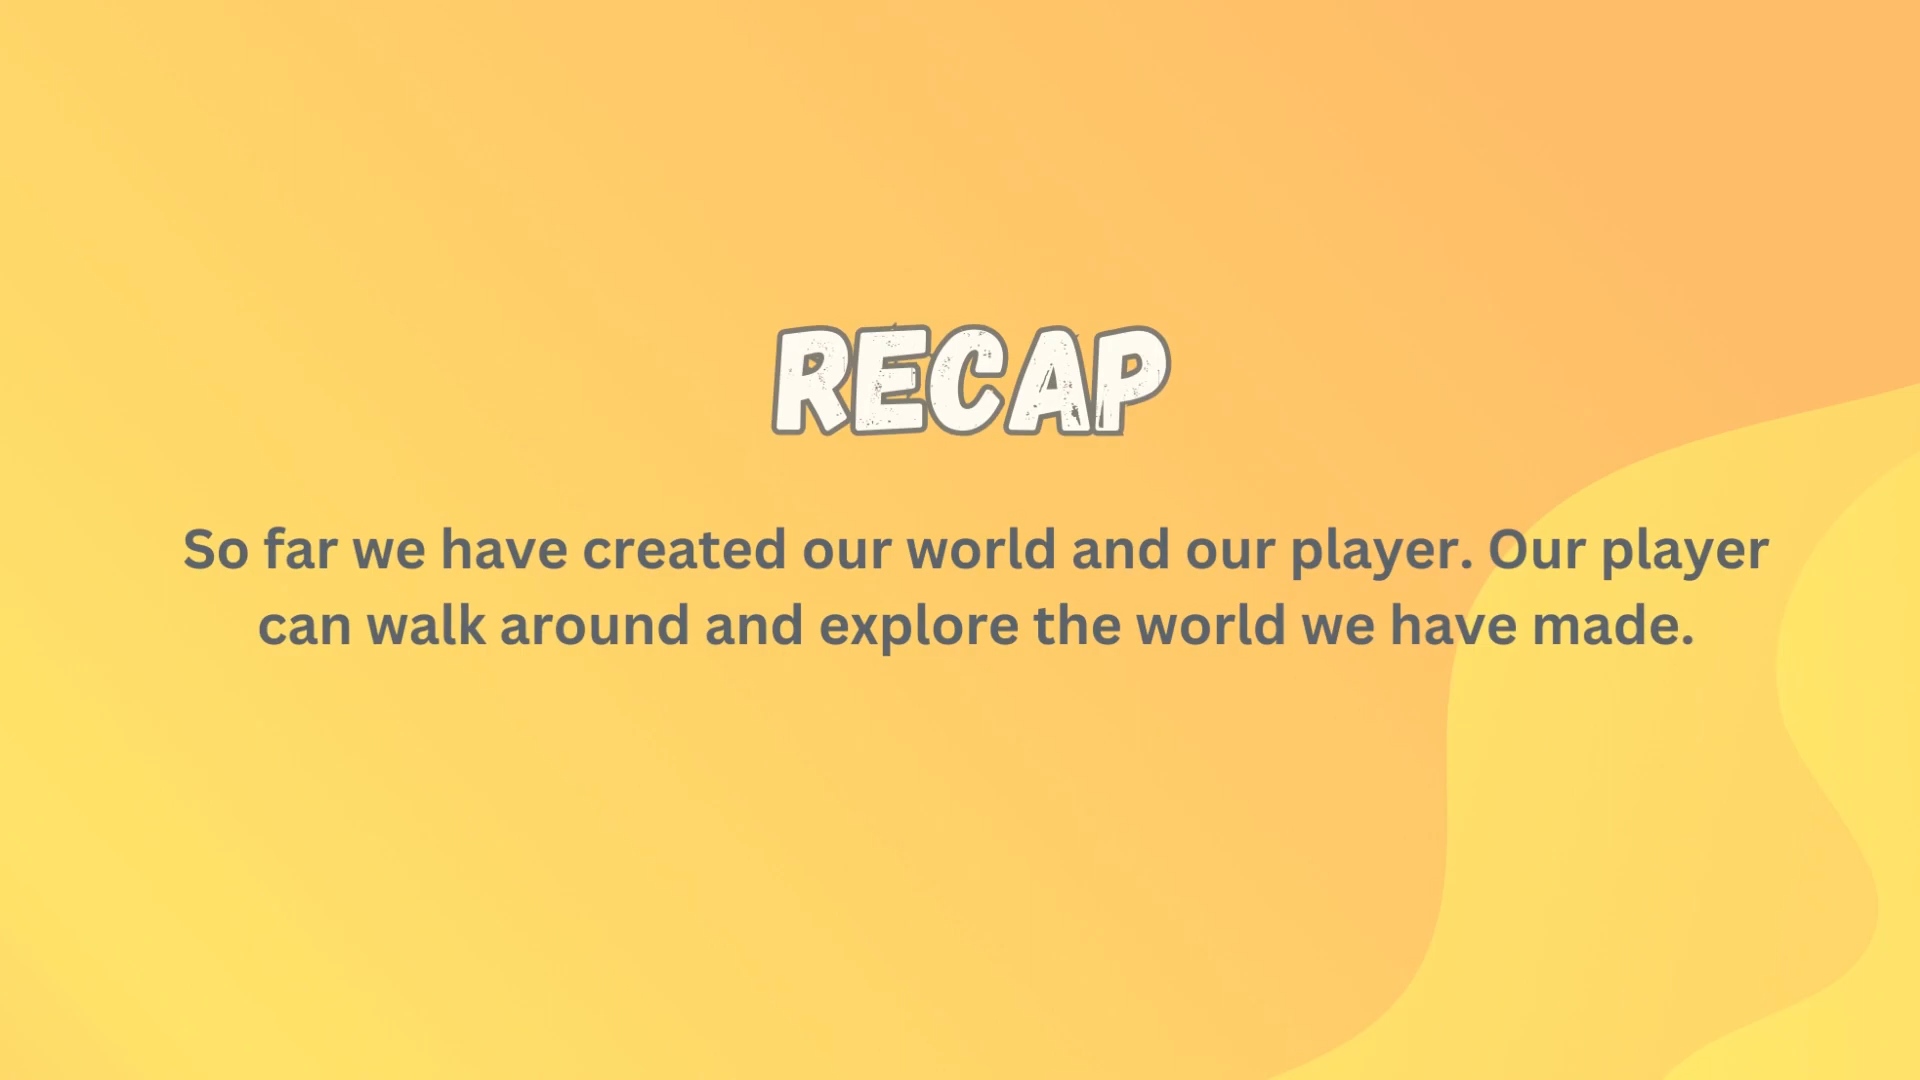 RECAP
So far we have created our world and our player. Our player
can walk around and explore the world we have made.